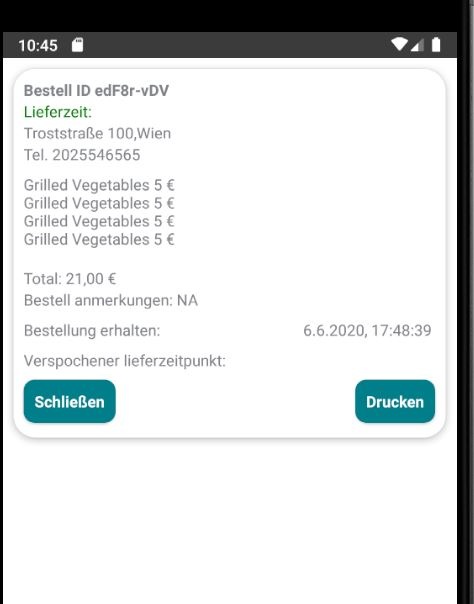 10:45
Bestell ID edF8r-vDV
Lieferzeit:
Troststraße 100,Wien
Tel. 2025546565
Grilled Vegetables 5 €
Grilled Vegetables 5 €
Grilled Vegetables 5 €
Grilled Vegetables 5 €
Total: 21,00 €
Bestell anmerkungen: NA
Bestellung erhalten: 6.6.2020, 17:48:39
Verspochener lieferzeitpunkt:
Schließen Drucken